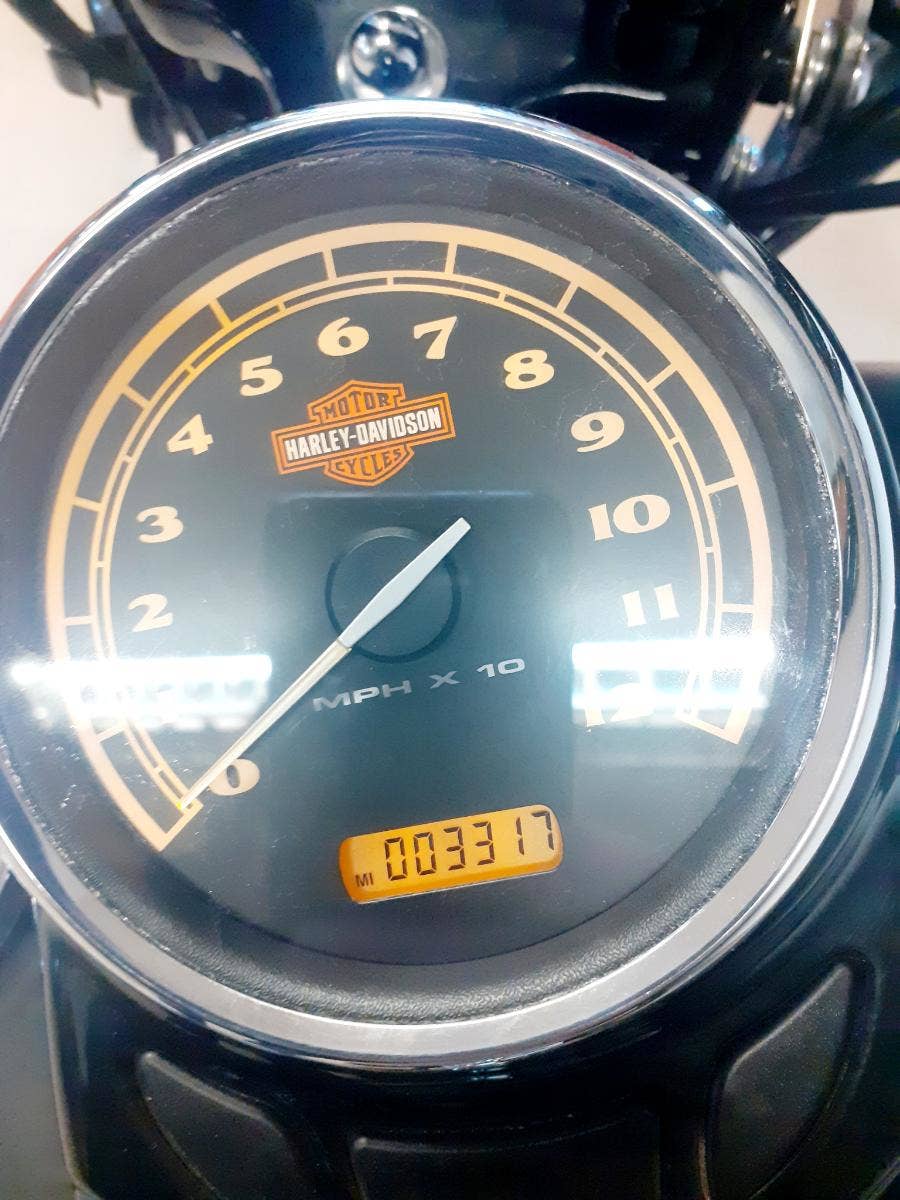 6 7
5 8
4 9
MOTOR
HARLEY-DAVIDSON
CYCLES
3 10
2 11
MPH X 10
12
0
MI 003317